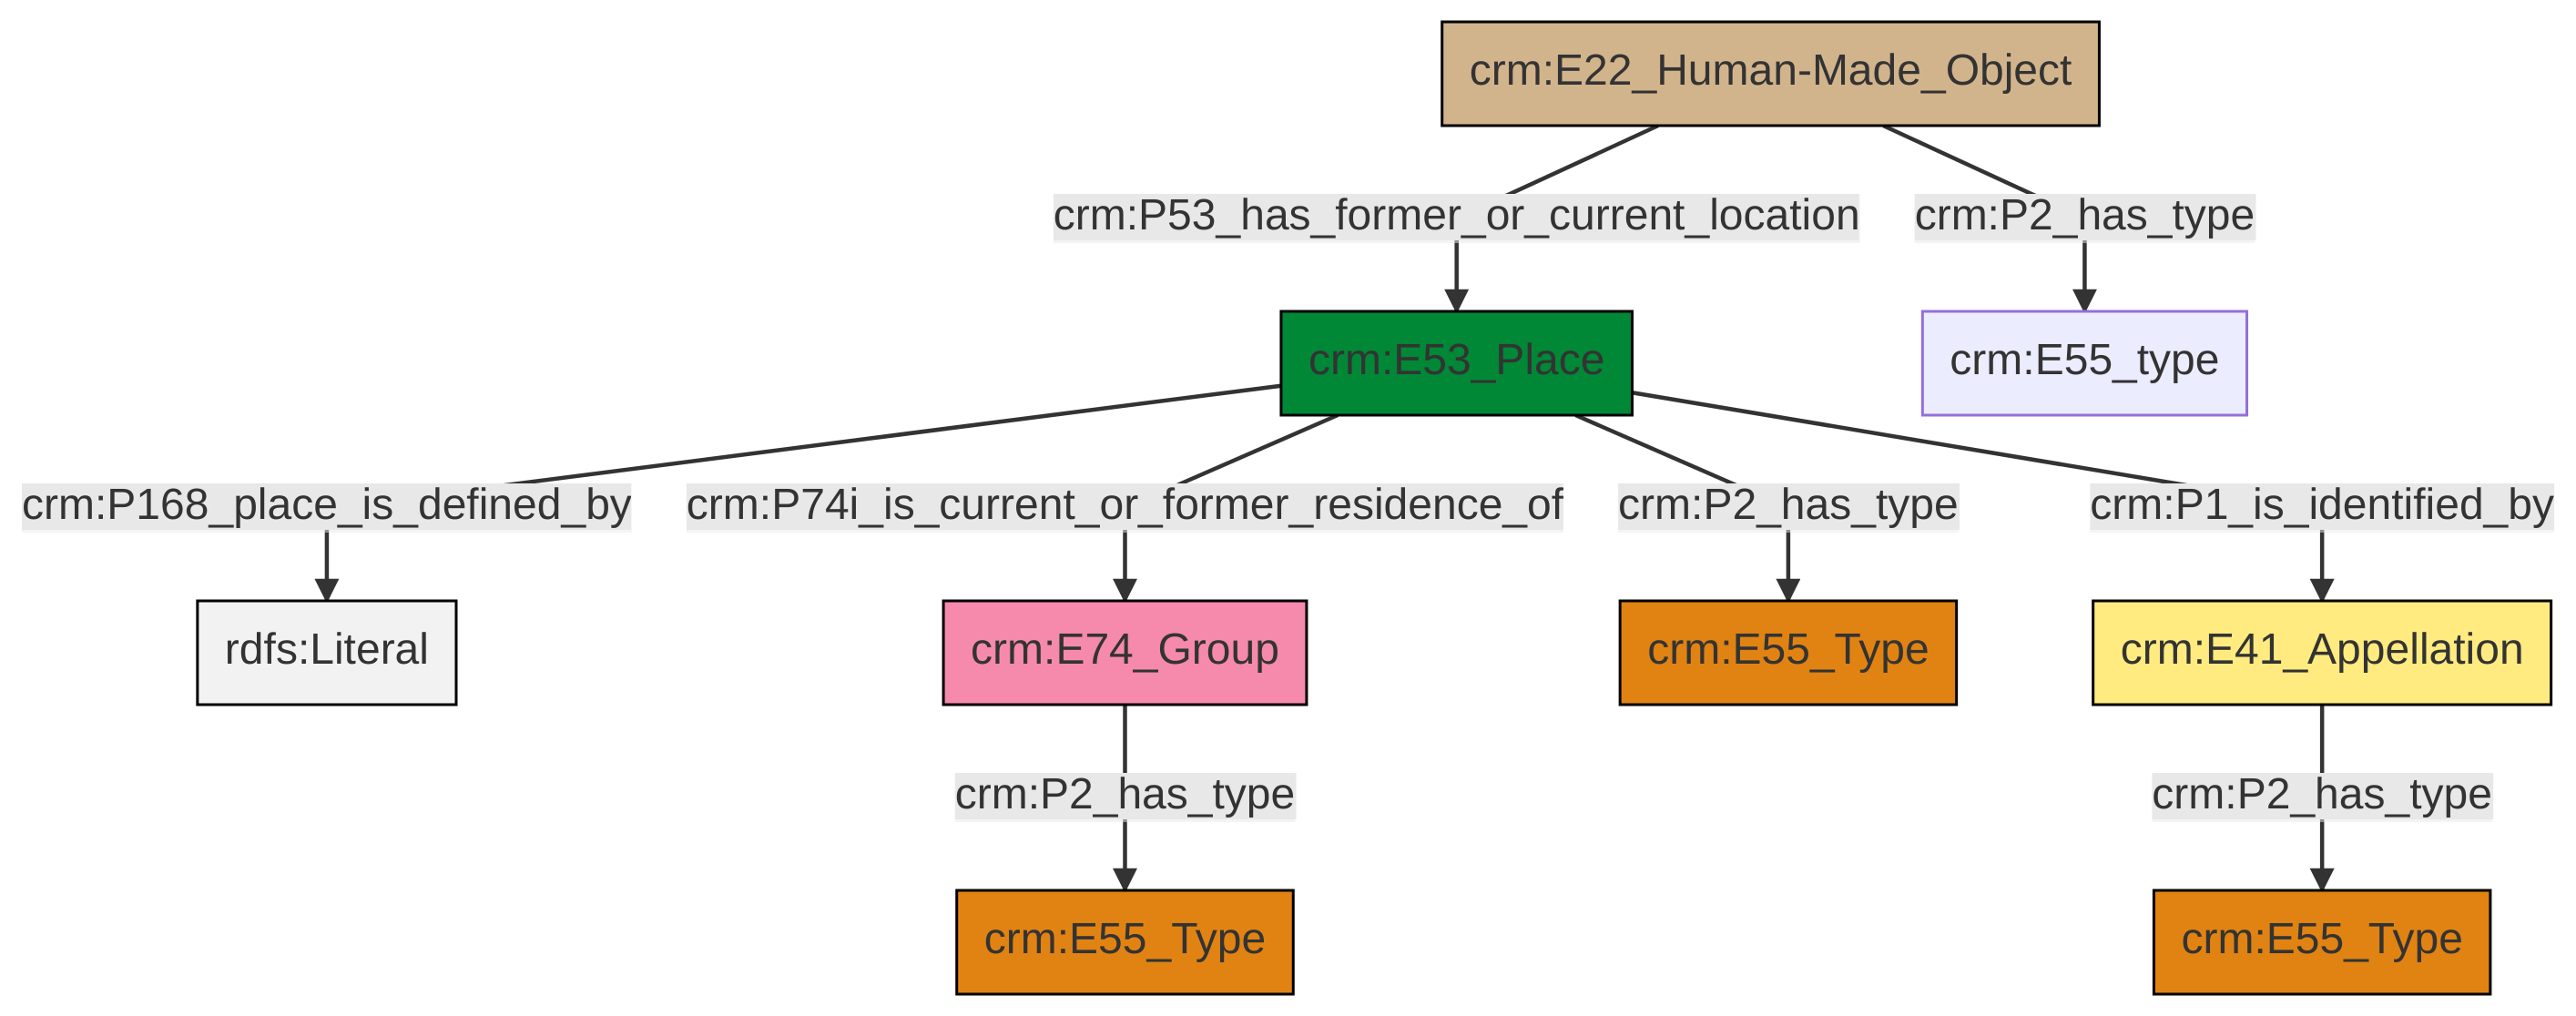 crm:E22_Human-Made_Object
crm:P53_has_former_or_current_location
crm:P2_has_type
crm:E53_Place
crm:E55_type
crm:P168_place_is_defined_by
crm:P74i_is_current_or_former_residence_of
crm:P2_has_type
crm:P1_is_identified_by
rdfs:Literal
crm:E74_Group
crm:E55_Type
crm:E41_Appellation
crm:P2_has_type
crm:P2_has_type
crm:E55_Type
crm:E55_Type